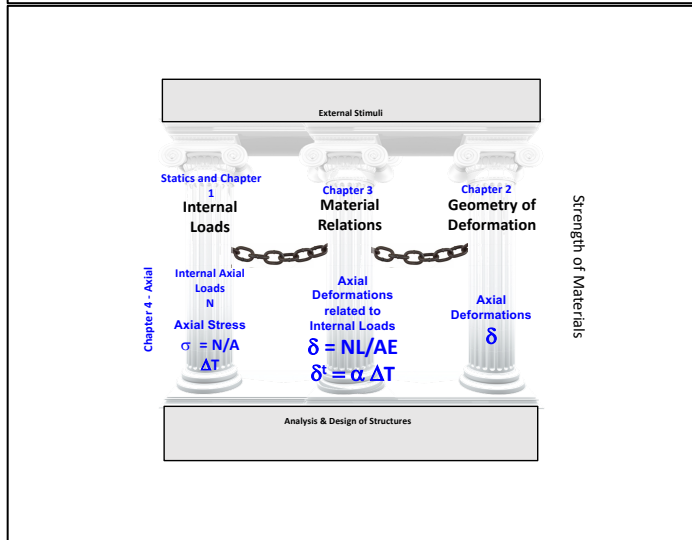 External Stimuli
Statics and Chapter
1
Internal
Loads
Chapter 3
Material
Relations
Chapter 2
Geometry of
Deformation
Strength of Materials
Chapter 4 - Axial
Internal Axial
Loads
N
Axial Stress
σ = N/A
ΔT
Axial
Deformations
related to
Internal Loads
δ = NL/AE
δᵗ = α ΔT
Axial
Deformations
δ
Analysis & Design of Structures